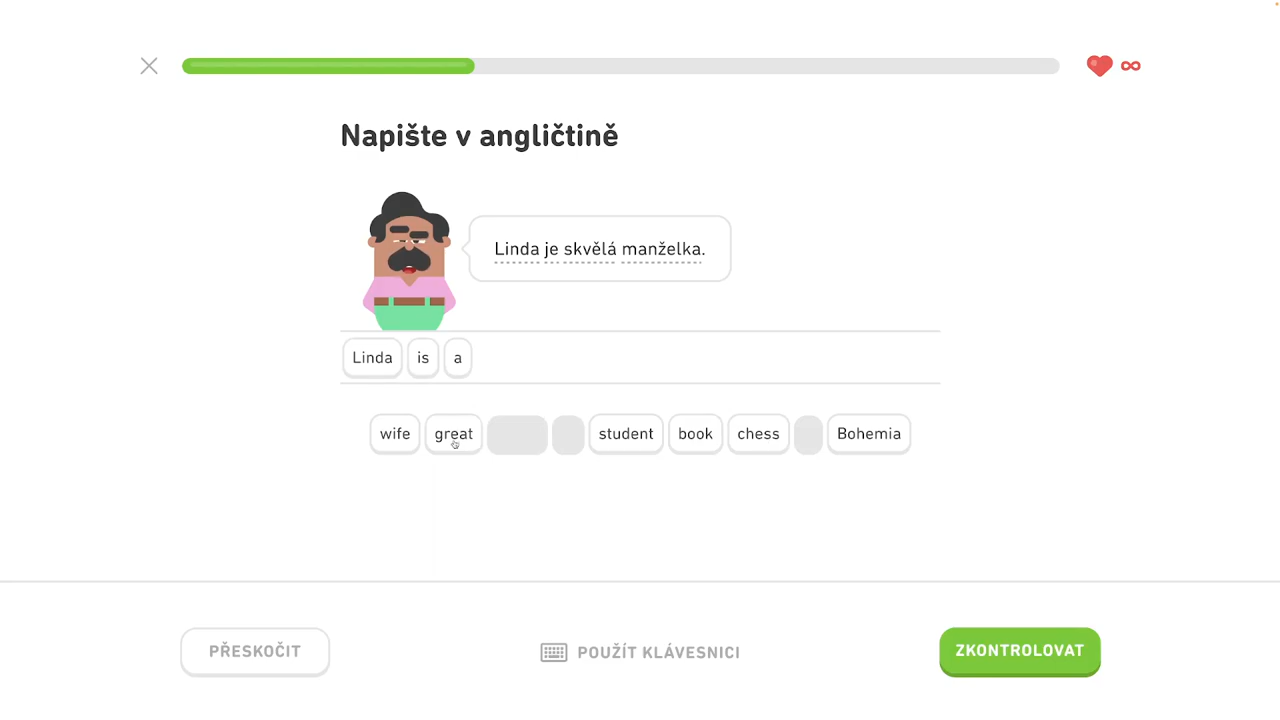 Napište v angličtině
Linda je skvělá manželka.
Linda is a
wife great student book chess Bohemia
PŘESKOČIT POUŽÍT KLÁVESNICI ZKONTROLOVAT